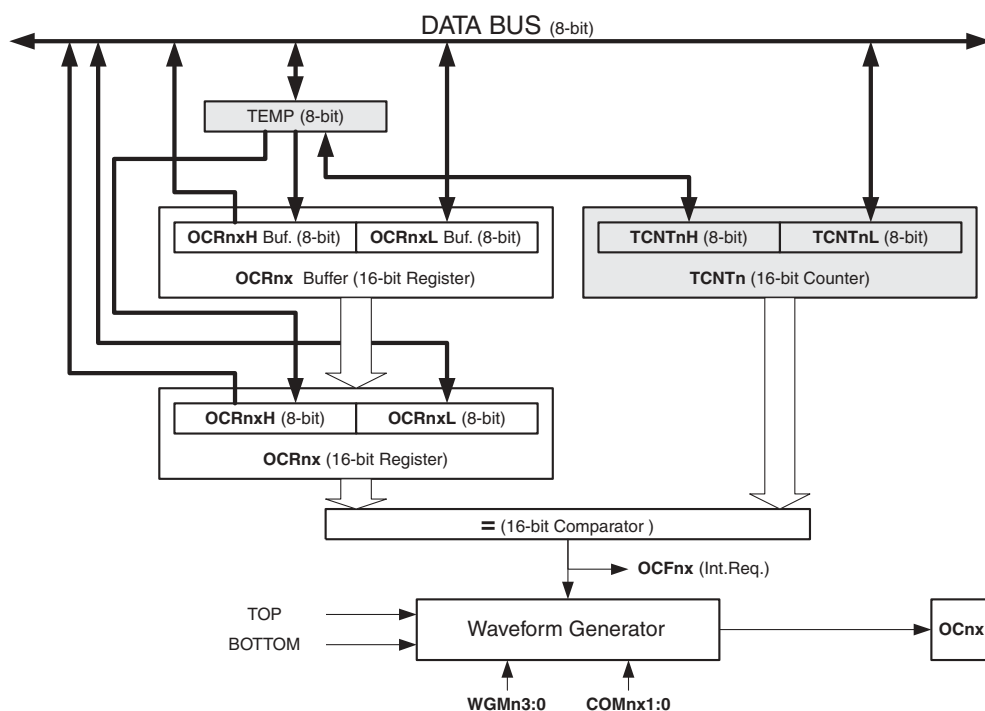 DATA BUS (8-bit)
TEMP (8-bit)
OCRnxH Buf. (8-bit)
OCRnxL Buf. (8-bit)
OCRnx Buffer (16-bit Register)
TCNTnH (8-bit)
TCNTnL (8-bit)
TCNTn (16-bit Counter)
OCRnxH (8-bit)
OCRnxL (8-bit)
OCRnx (16-bit Register)
= (16-bit Comparator )
OCFnx (Int.Req.)
TOP
BOTTOM
Waveform Generator
OCnx
WGMn3:0
COMnx1:0